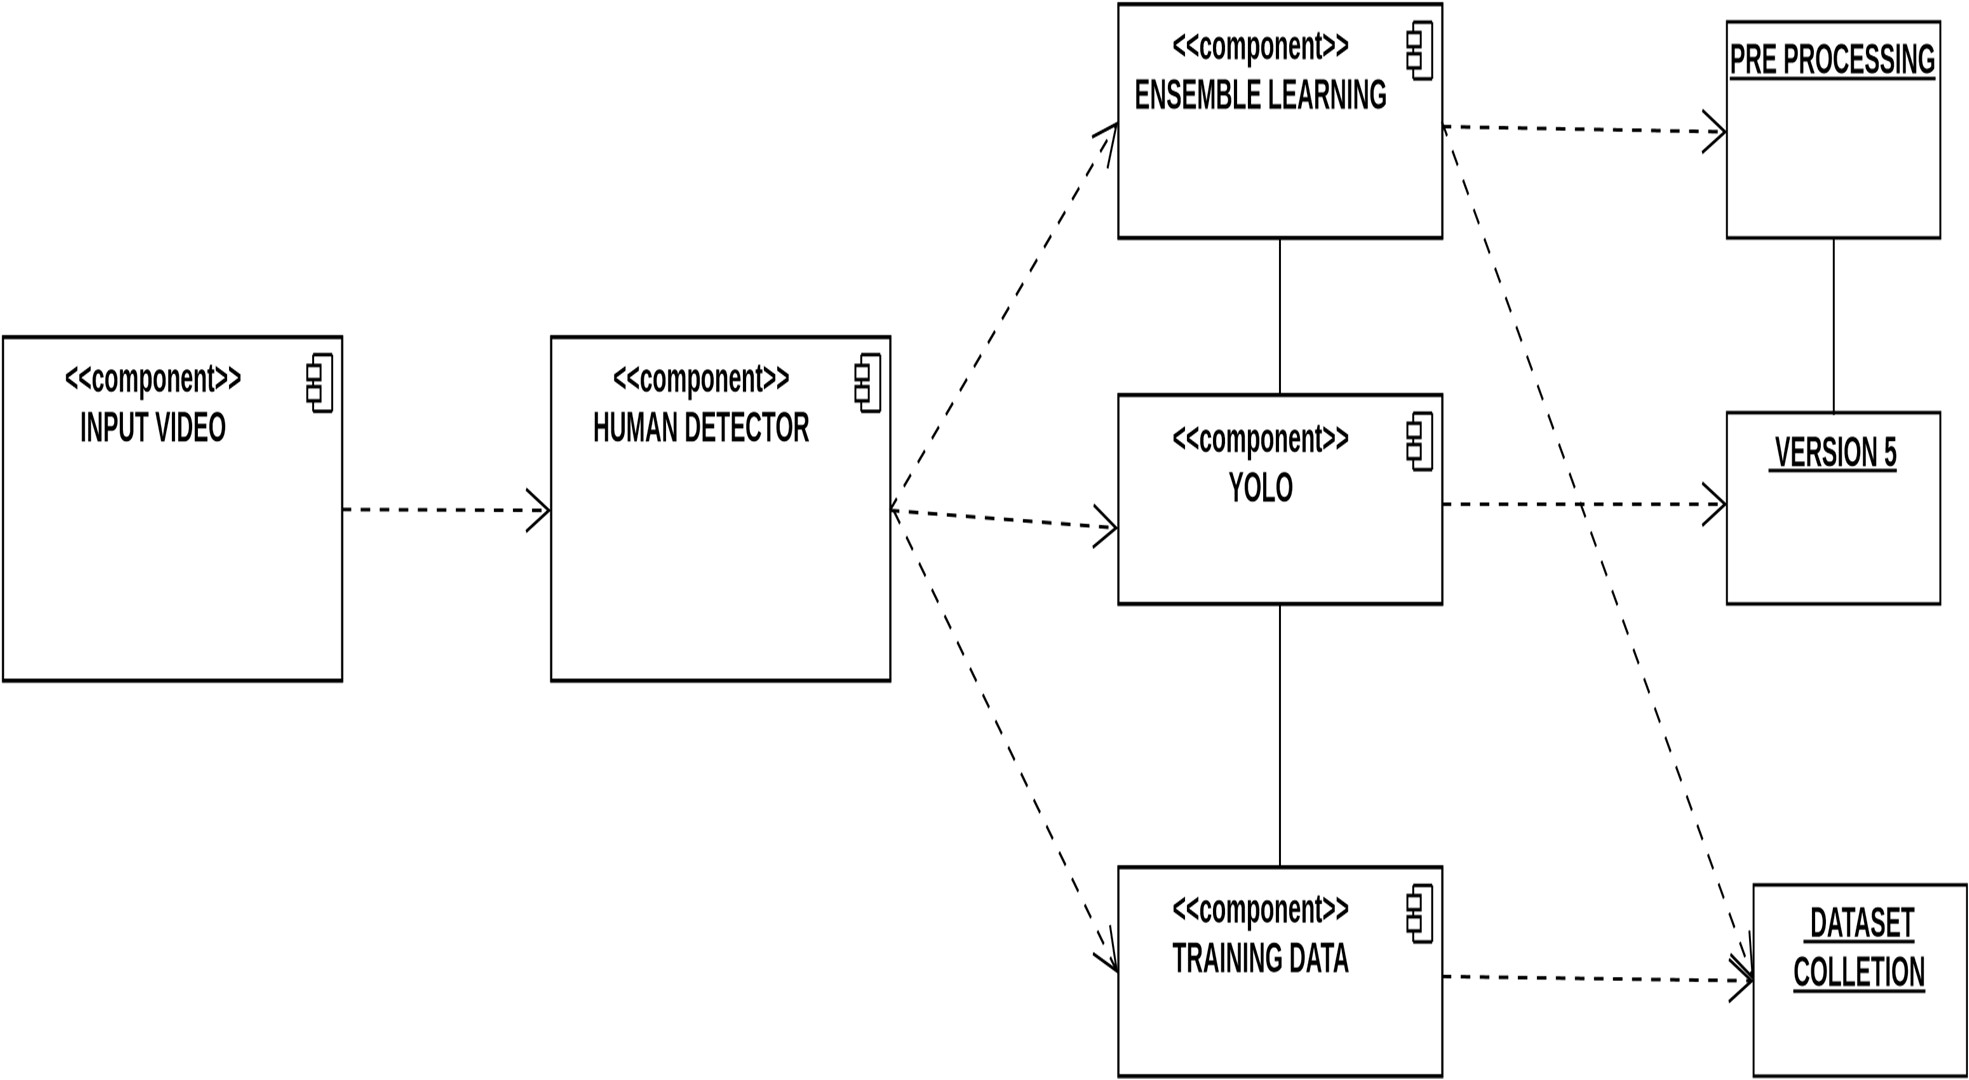 <<component>>
INPUT VIDEO
<<component>>
HUMAN DETECTOR
<<component>>
ENSEMBLE LEARNING
<<component>>
YOLO
<<component>>
TRAINING DATA
PRE PROCESSING
VERSION 5
DATASET
COLLETION